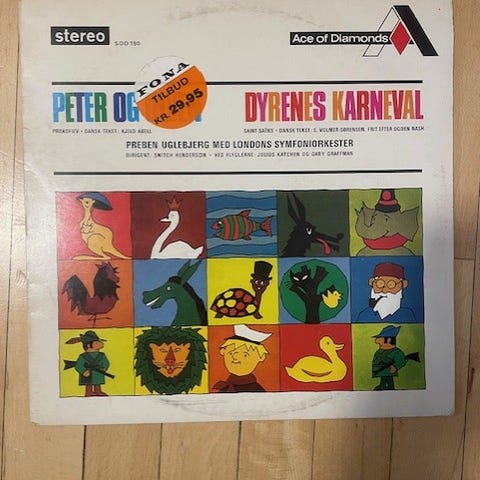 stereo
SDD 190
Ace of Diamonds
FONA
TILBUD
KR. 29,95
PETER OG
DYRENES KARNEVAL
PROKOFIEV - DANSK TEKST: KJELD ABELL
SAINT-SAËNS - DANSK TEKST: S. VOLMER-SØRENSEN, FRIT EFTER OGDEN NASH
PREBEN UGLEBJERG MED LONDONS SYMFONIORKESTER
DIRIGENT: SKITCH HENDERSON - VED FLYGLERNE: JULIUS KATCHEN OG GARY GRAFFMAN